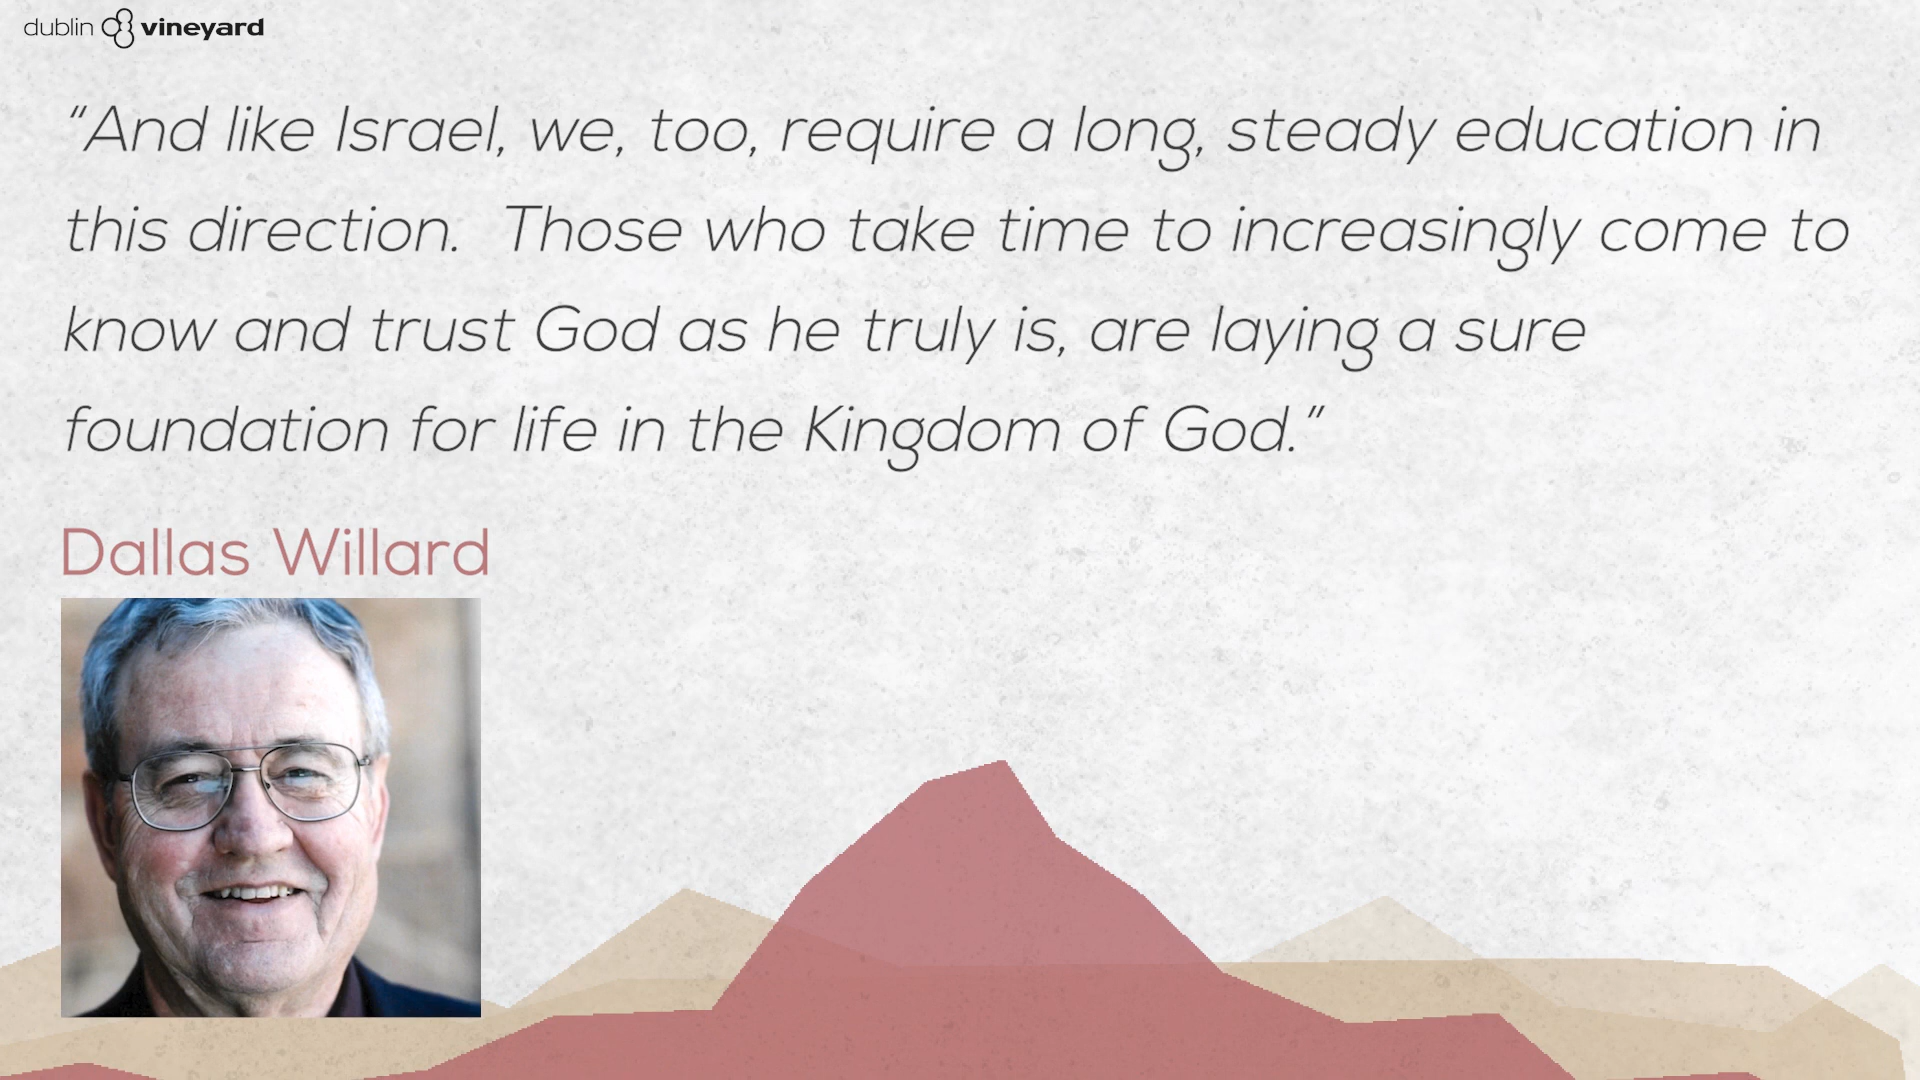 dublin vineyard
“And like Israel, we, too, require a long, steady education in
this direction.  Those who take time to increasingly come to
know and trust God as he truly is, are laying a sure
foundation for life in the Kingdom of God.”
Dallas Willard